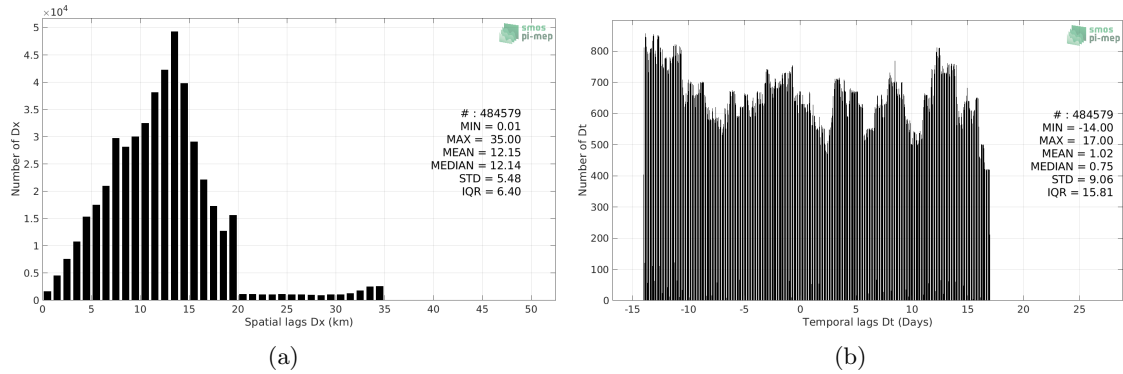 ×10⁴
5
4.5
4
3.5
3
2.5
2
1.5
1
0.5
0
Number of Dx
0 5 10 15 20 25 30 35 40 45 50
Spatial lags Dx (km)
smos
pi-mep
# : 484579
MIN = 0.01
MAX = 35.00
MEAN = 12.15
MEDIAN = 12.14
STD = 5.48
IQR = 6.40
(a)
800
700
600
500
400
300
200
100
0
Number of Dt
-15 -10 -5 0 5 10 15 20 25
Temporal lags Dt (Days)
smos
pi-mep
# : 484579
MIN = -14.00
MAX = 17.00
MEAN = 1.02
MEDIAN = 0.75
STD = 9.06
IQR = 15.81
(b)